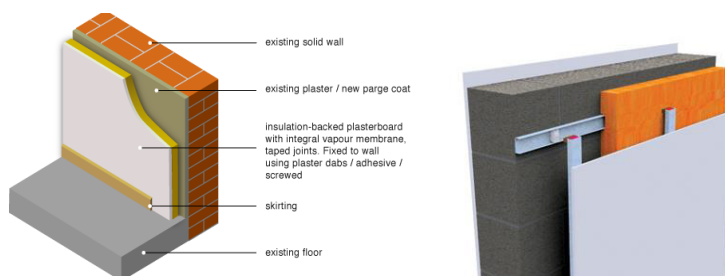 existing solid wall
existing plaster / new parge coat
insulation-backed plasterboard
with integral vapour membrane,
taped joints. Fixed to wall
using plaster dabs / adhesive /
screwed
skirting
existing floor